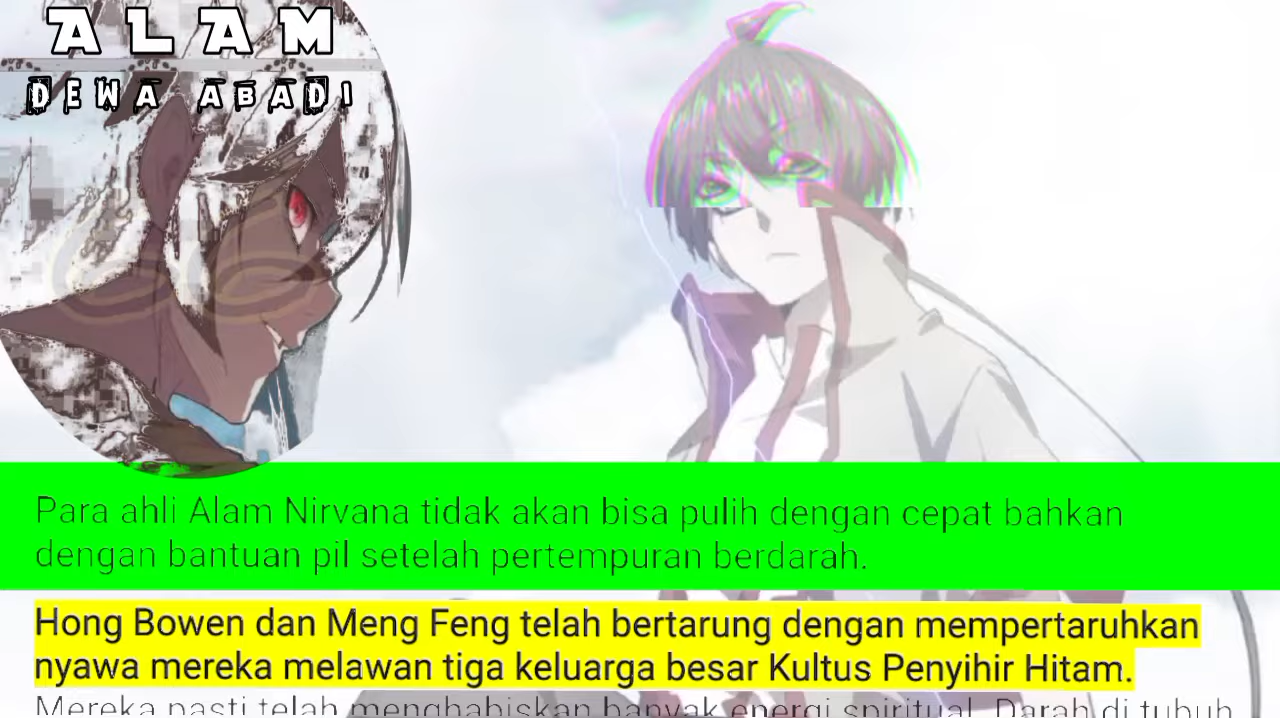 ALAM
DEWA ABADI
Para ahli Alam Nirvana tidak akan bisa pulih dengan cepat bahkan
dengan bantuan pil setelah pertempuran berdarah.
Hong Bowen dan Meng Feng telah bertarung dengan mempertaruhkan
nyawa mereka melawan tiga keluarga besar Kultus Penyihir Hitam.
Mereka pasti telah menghabiskan banyak energi spiritual. Darah di tubuh